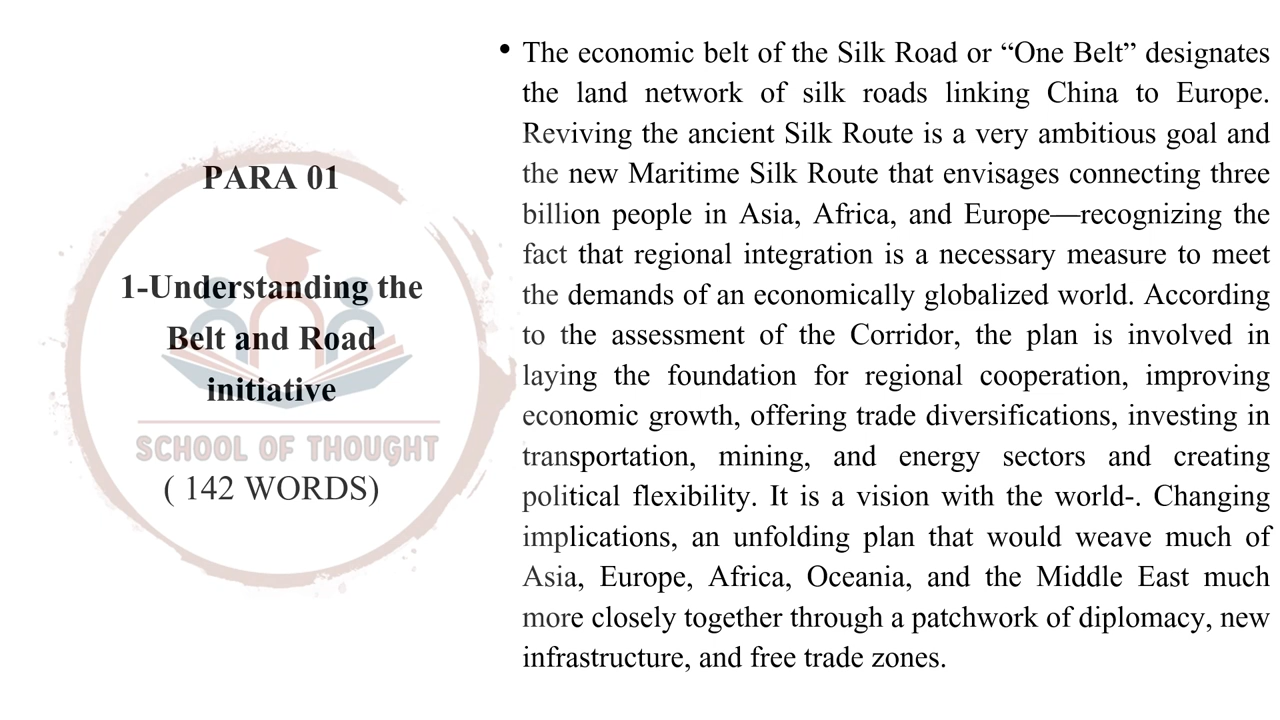 PARA 01
1-Understanding the
Belt and Road
initiative
SCHOOL OF THOUGHT
( 142 WORDS)
• The economic belt of the Silk Road or “One Belt” designates
the land network of silk roads linking China to Europe.
Reviving the ancient Silk Route is a very ambitious goal and
the new Maritime Silk Route that envisages connecting three
billion people in Asia, Africa, and Europe—recognizing the
fact that regional integration is a necessary measure to meet
the demands of an economically globalized world. According
to the assessment of the Corridor, the plan is involved in
laying the foundation for regional cooperation, improving
economic growth, offering trade diversifications, investing in
transportation, mining, and energy sectors and creating
political flexibility. It is a vision with the world-. Changing
implications, an unfolding plan that would weave much of
Asia, Europe, Africa, Oceania, and the Middle East much
more closely together through a patchwork of diplomacy, new
infrastructure, and free trade zones.